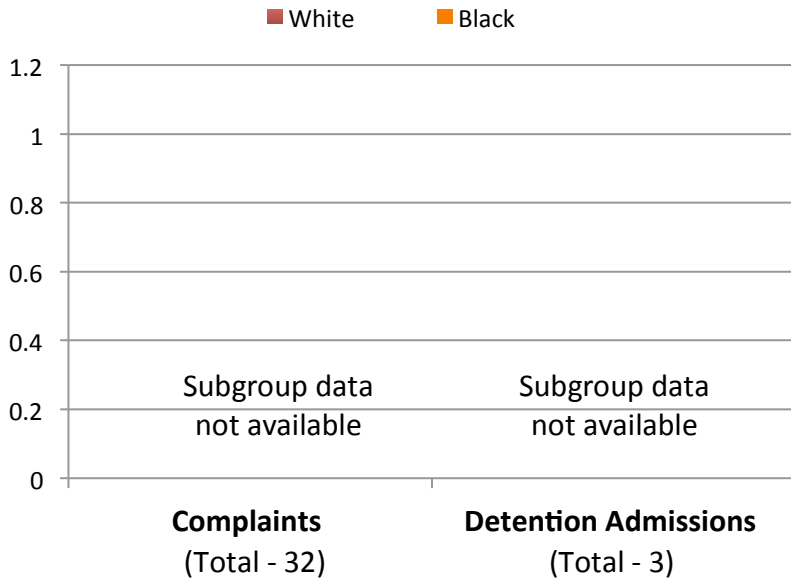 White Black
1.2
1
0.8
0.6
0.4
0.2
0
Subgroup data
not available
Subgroup data
not available
Complaints
(Total - 32)
Detention Admissions
(Total - 3)